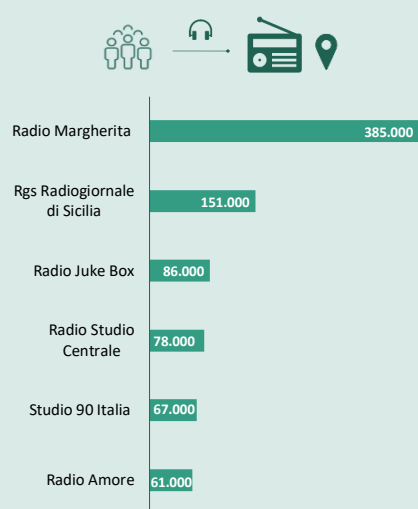 Radio Margherita 385.000
Rgs Radiogiornale
di Sicilia 151.000
Radio Juke Box 86.000
Radio Studio
Centrale 78.000
Studio 90 Italia 67.000
Radio Amore 61.000